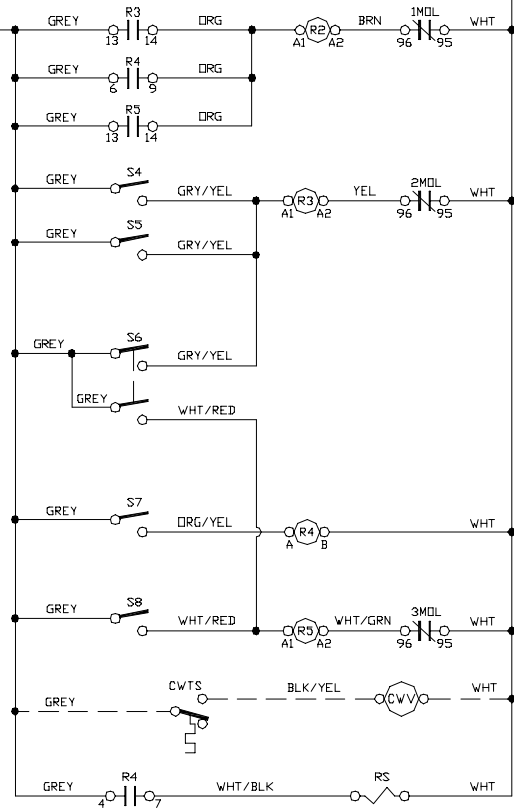 GREY R3 ORG R2 BRN 1MOL WHT
13 14 A1 A2 96 95
GREY R4 ORG
6 9
GREY R5 ORG
13 14
GREY S4 GRY/YEL R3 YEL 2MOL WHT
A1 A2 96 95
GREY S5 GRY/YEL
GREY S6 GRY/YEL
GREY WHT/RED
GREY S7 ORG/YEL R4 WHT
A B
GREY S8 WHT/RED R5 WHT/GRN 3MOL WHT
A1 A2 96 95
CWTS BLK/YEL CWV WHT
GREY
GREY R4 WHT/BLK RS
4 7